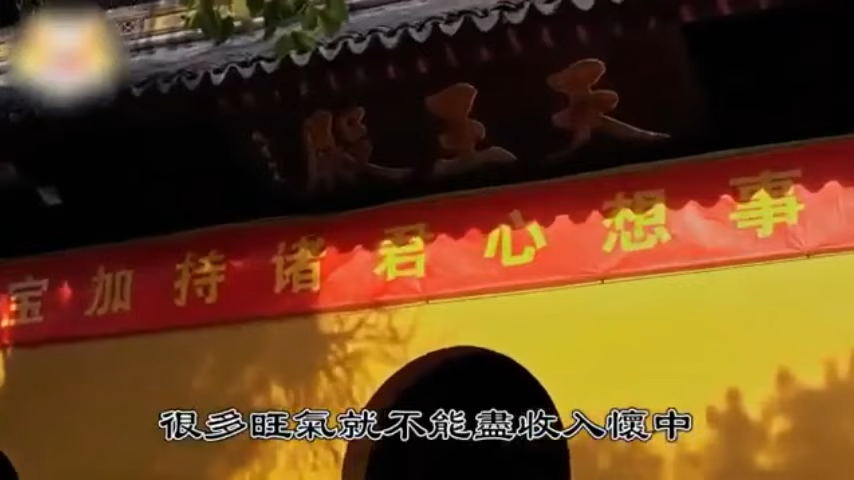 天王殿
宝加持诸君心想事
很多旺氣就不能盡收入懷中